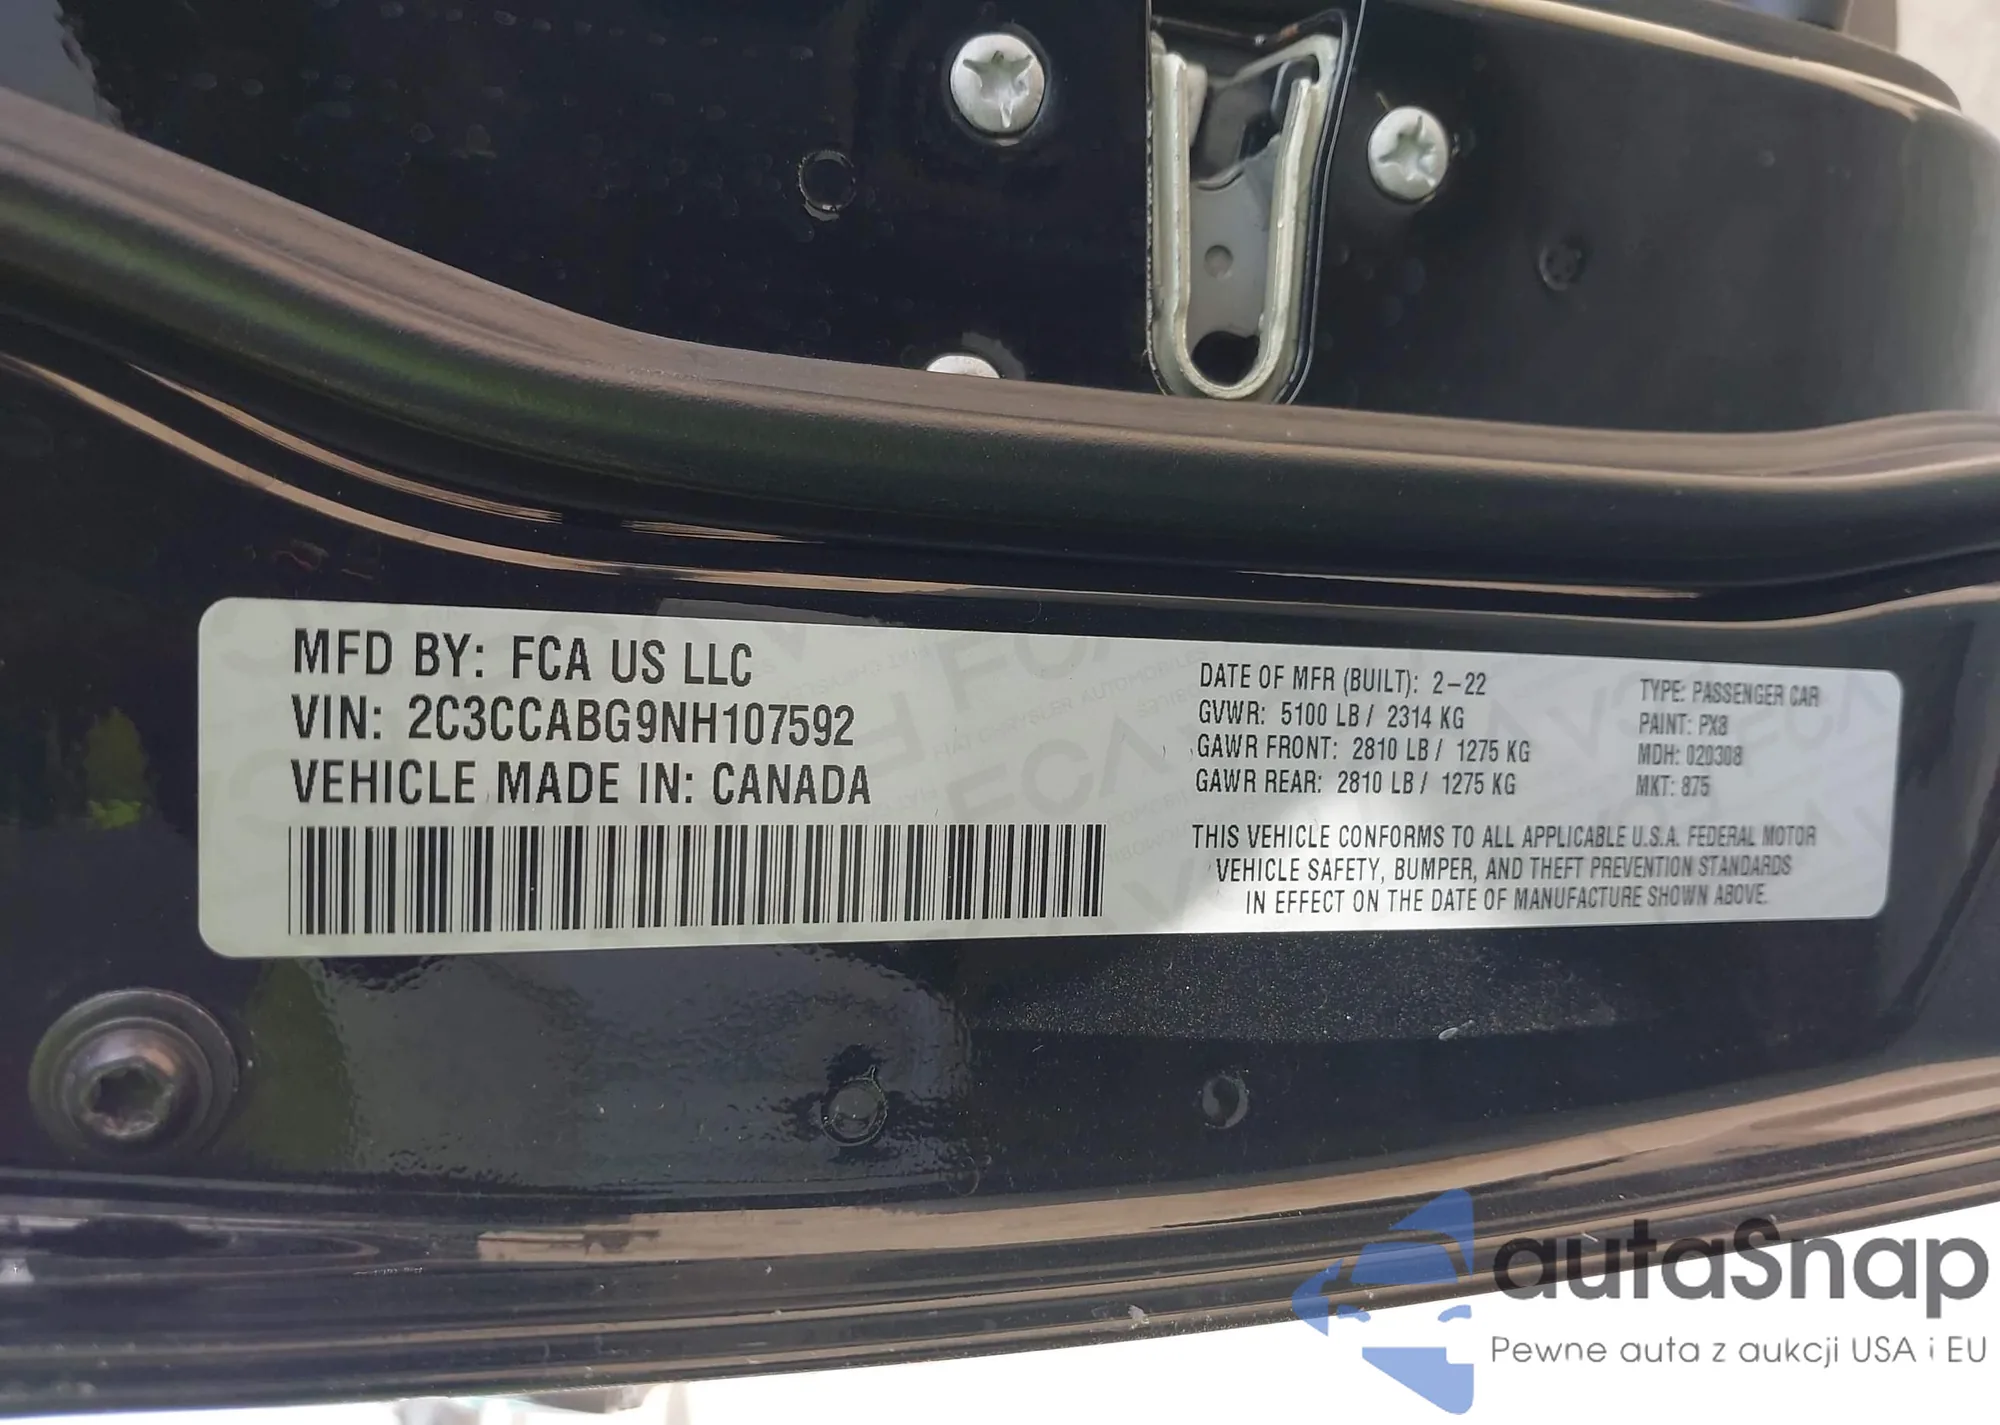 MFD BY: FCA US LLC
VIN: 2C3CCABG9NH107592
VEHICLE MADE IN: CANADA
DATE OF MFR (BUILT): 2-22
GVWR: 5100 LB / 2314 KG
GAWR FRONT: 2810 LB / 1275 KG
GAWR REAR: 2810 LB / 1275 KG
TYPE: PASSENGER CAR
PAINT: PX8
MDH: 020308
MKT: 875
THIS VEHICLE CONFORMS TO ALL APPLICABLE U.S.A. FEDERAL MOTOR
VEHICLE SAFETY, BUMPER, AND THEFT PREVENTION STANDARDS
IN EFFECT ON THE DATE OF MANUFACTURE SHOWN ABOVE.
autaSnap
Pewne auta z aukcji USA i EU